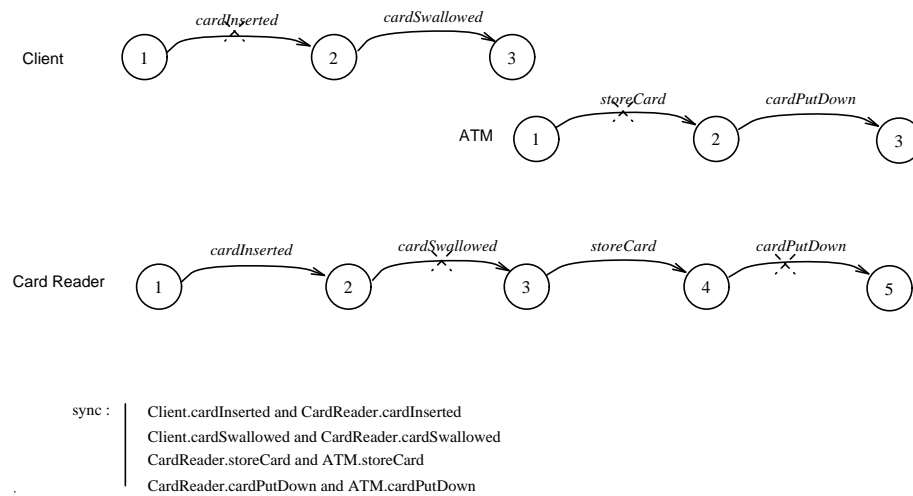 cardInserted
cardSwallowed
Client
1
2
3
storeCard
cardPutDown
ATM
1
2
3
cardInserted
cardSwallowed
storeCard
cardPutDown
Card Reader
1
2
3
4
5
sync :
Client.cardInserted and CardReader.cardInserted
Client.cardSwallowed and CardReader.cardSwallowed
CardReader.storeCard and ATM.storeCard
CardReader.cardPutDown and ATM.cardPutDown